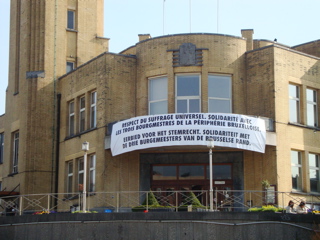 RESPECT DU SUFFRAGE UNIVERSEL. SOLIDARITÉ AVEC
LES TROIS BOURGMESTRES DE LA PÉRIPHERIE BRUXELLOISE.
EERBIED VOOR HET STEMRECHT. SOLIDARITEIT MET
DE DRIE BURGEMEESTERS VAN DE BRUSSELSE RAND.